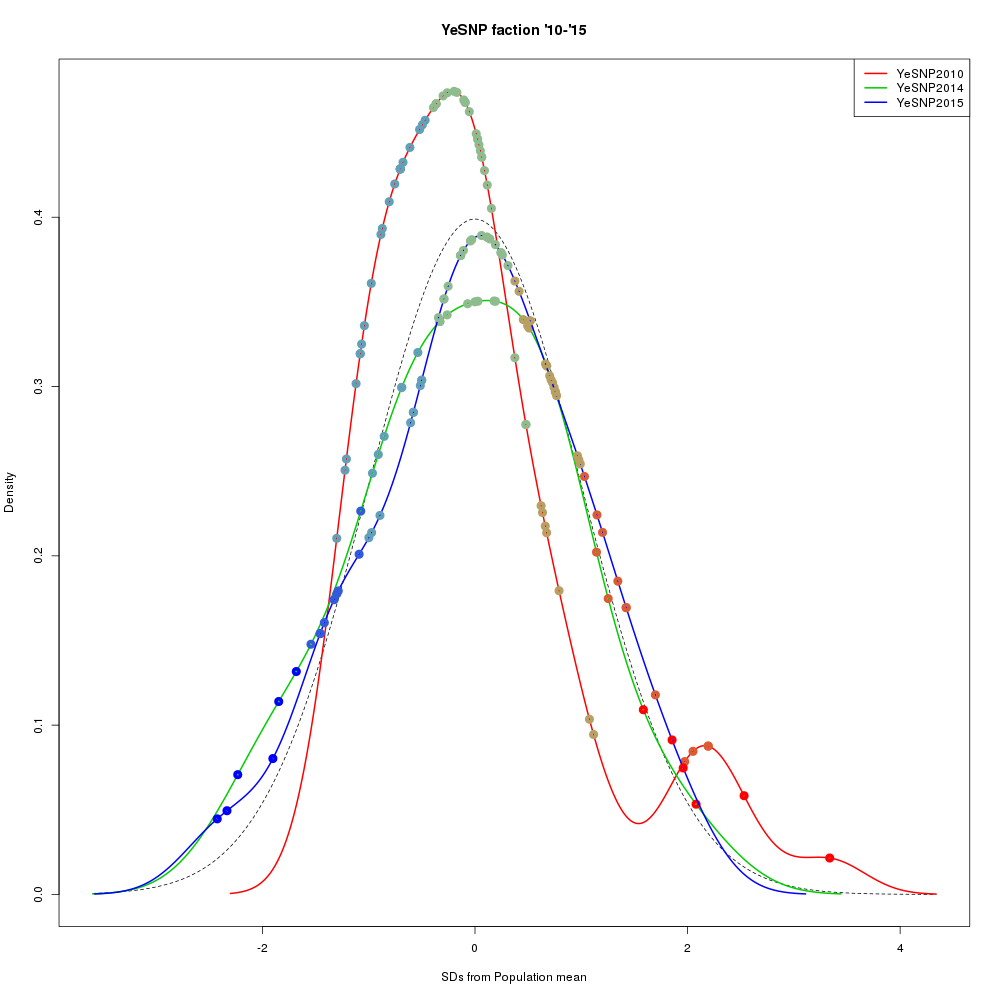 YeSNP faction '10-'15
YeSNP2010
YeSNP2014
YeSNP2015
Density
0.4
0.3
0.2
0.1
0.0
-2 0 2 4
SDs from Population mean